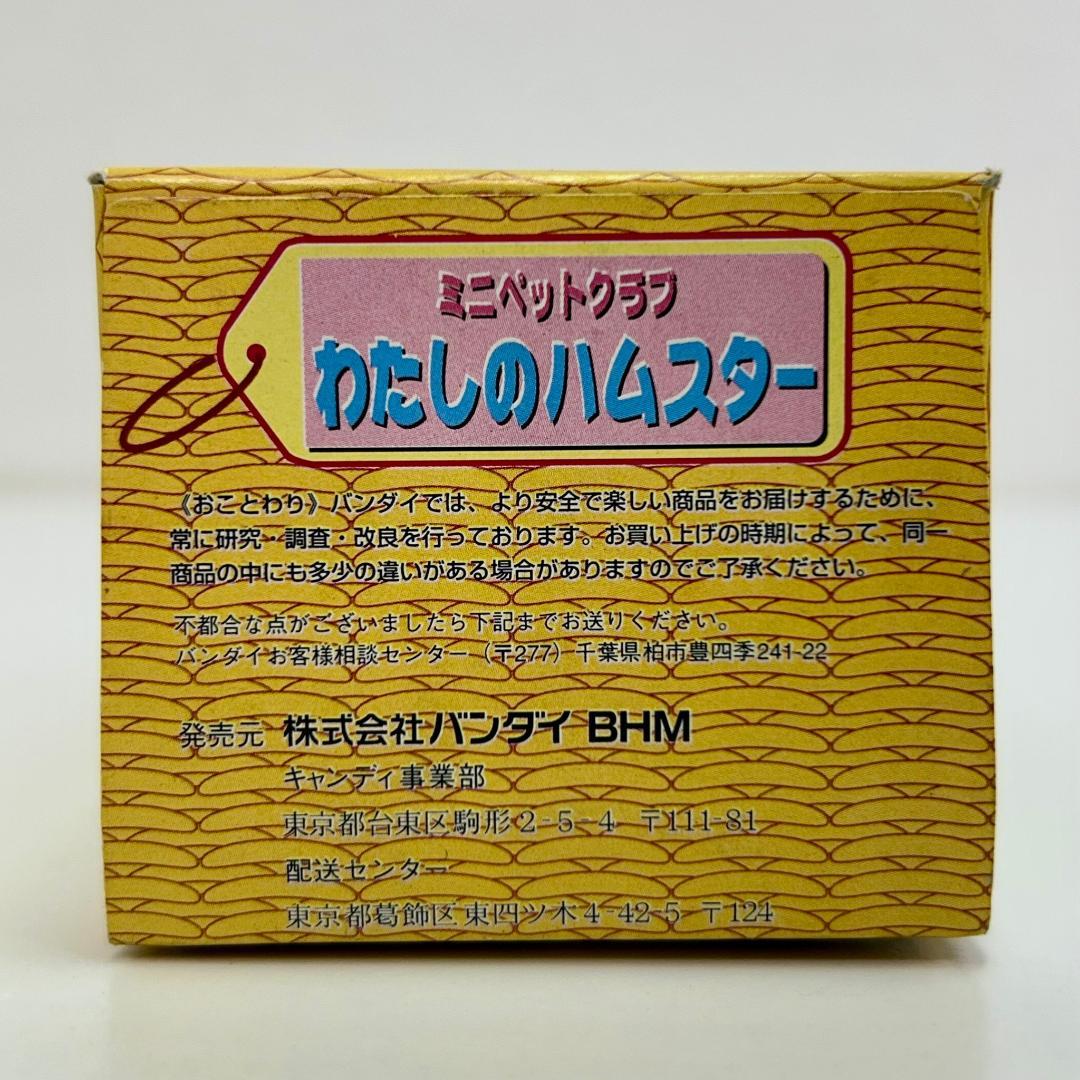 ミニペットクラブ
わたしのハムスター
《おことわり》バンダイでは、より安全で楽しい商品をお届けするために、
常に研究・調査・改良を行っております。お買い上げの時期によって、同一
商品の中にも多少の違いがある場合がありますのでご了承ください。
不都合な点がございましたら下記までお送りください。
バンダイお客様相談センター（〒277）千葉県柏市豊四季241-22
発売元 株式会社バンダイ BHM
キャンディ事業部
東京都台東区駒形2-5-4 〒111-81
配送センター
東京都葛飾区東四ツ木4-42-5 〒124